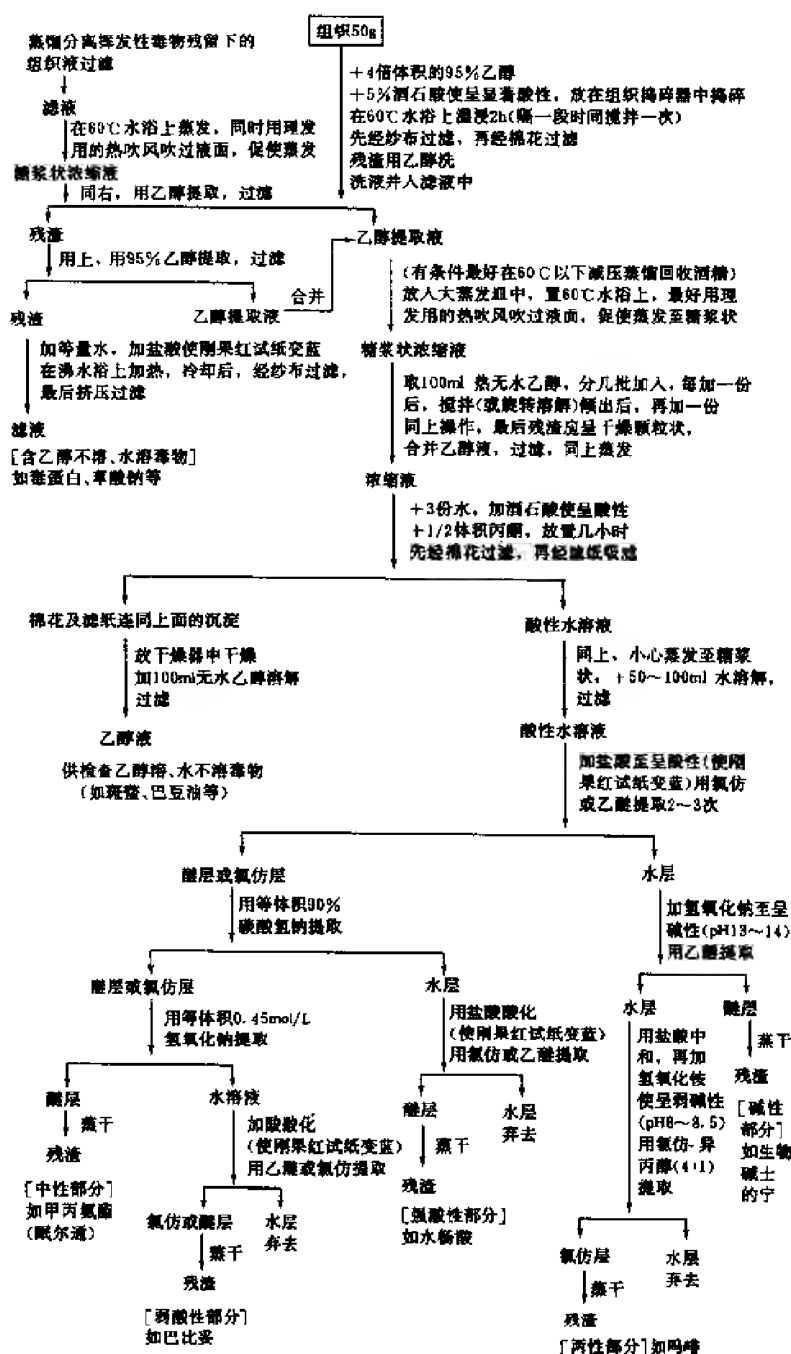 组织50g
蒸馏分离挥发性毒物残留下的
组织液过滤
滤液
在60℃水浴上蒸发，同时用理发
用的热吹风吹过液面，促使蒸发
糖浆状浓缩液
同右，用乙醇提取，过滤
+4倍体积的95%乙醇
+5%酒石酸使呈显著酸性，放在组织捣碎器中捣碎
在60℃水浴上温浸2h(隔一段时间搅拌一次)
先经纱布过滤，再经棉花过滤
残渣用乙醇洗
洗液并入滤液中
残渣
用上、用95%乙醇提取，过滤
残渣
乙醇提取液
合并
乙醇提取液
加等量水，加盐酸使刚果红试纸变蓝
在沸水浴上加热，冷却后，经纱布过滤，
最后挤压过滤
滤液
[含乙醇不溶、水溶毒物]
如毒蛋白、草酸钠等
(有条件最好在60℃以下减压蒸馏回收酒精)
放入大蒸发皿中，置60℃水浴上，最好用理
发用的热吹风吹过液面，促使蒸发至糖浆状
糖浆状浓缩液
取100ml 热无水乙醇，分几批加入，每加一份
后，搅拌(或旋转溶解)倾出后，再加一份
同上操作，最后残渣应呈干燥颗粒状，
合并乙醇液，过滤，同上蒸发
浓缩液
+3份水，加酒石酸使呈酸性
+1/2体积丙酮，放置几小时
先经棉花过滤，再经滤纸吸滤
棉花及滤纸连同上面的沉淀
放干燥器中干燥
加100ml无水乙醇溶解
过滤
乙醇液
供检查乙醇溶、水不溶毒物
(如斑蝥、巴豆油等)
酸性水溶液
同上，小心蒸发至糖浆
状，+50～100ml 水溶解，
过滤
酸性水溶液
加盐酸至呈酸性(使刚
果红试纸变蓝)用氯仿
或乙醚提取2～3次
醚层或氯仿层
用等体积90%
碳酸氢钠提取
醚层或氯仿层
用等体积0.45mol/L
氢氧化钠提取
醚层
蒸干
残渣
[中性部分]
如甲丙氨酯
(眠尔通)
水溶液
加酸酸化
(使刚果红试纸变蓝)
用乙醚或氯仿提取
氯仿或醚层
蒸干
残渣
[弱酸性部分]
如巴比妥
水层
弃去
水层
用盐酸酸化
(使刚果红试纸变蓝)
用氯仿或乙醚提取
醚层
蒸干
残渣
[强酸性部分]
如水杨酸
水层
弃去
水层
加氢氧化钠至呈
碱性(pH13～14)
用乙醚提取
水层
用盐酸中
和，再加
氢氧化铵
使呈弱碱性
(pH8～8.5)
用氯仿-异
丙醇(4:1)
提取
氯仿层
蒸干
残渣
[两性部分]如吗啡
水层
弃去
醚层
蒸干
残渣
[碱性
部分]
如生物
碱士
的宁